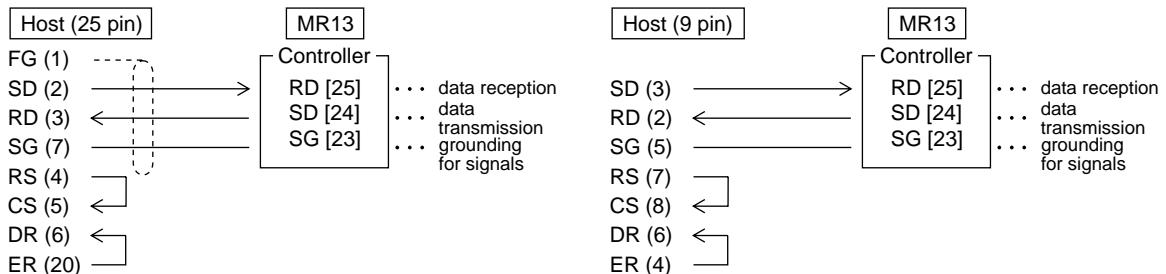 Host (25 pin)
MR13
FG (1)
SD (2)
RD (3)
SG (7)
RS (4)
CS (5)
DR (6)
ER (20)
Controller
RD [25]
SD [24]
SG [23]
··· data reception
··· data
transmission
··· grounding
for signals
Host (9 pin)
MR13
SD (3)
RD (2)
SG (5)
RS (7)
CS (8)
DR (6)
ER (4)
Controller
RD [25]
SD [24]
SG [23]
··· data reception
··· data
transmission
··· grounding
for signals